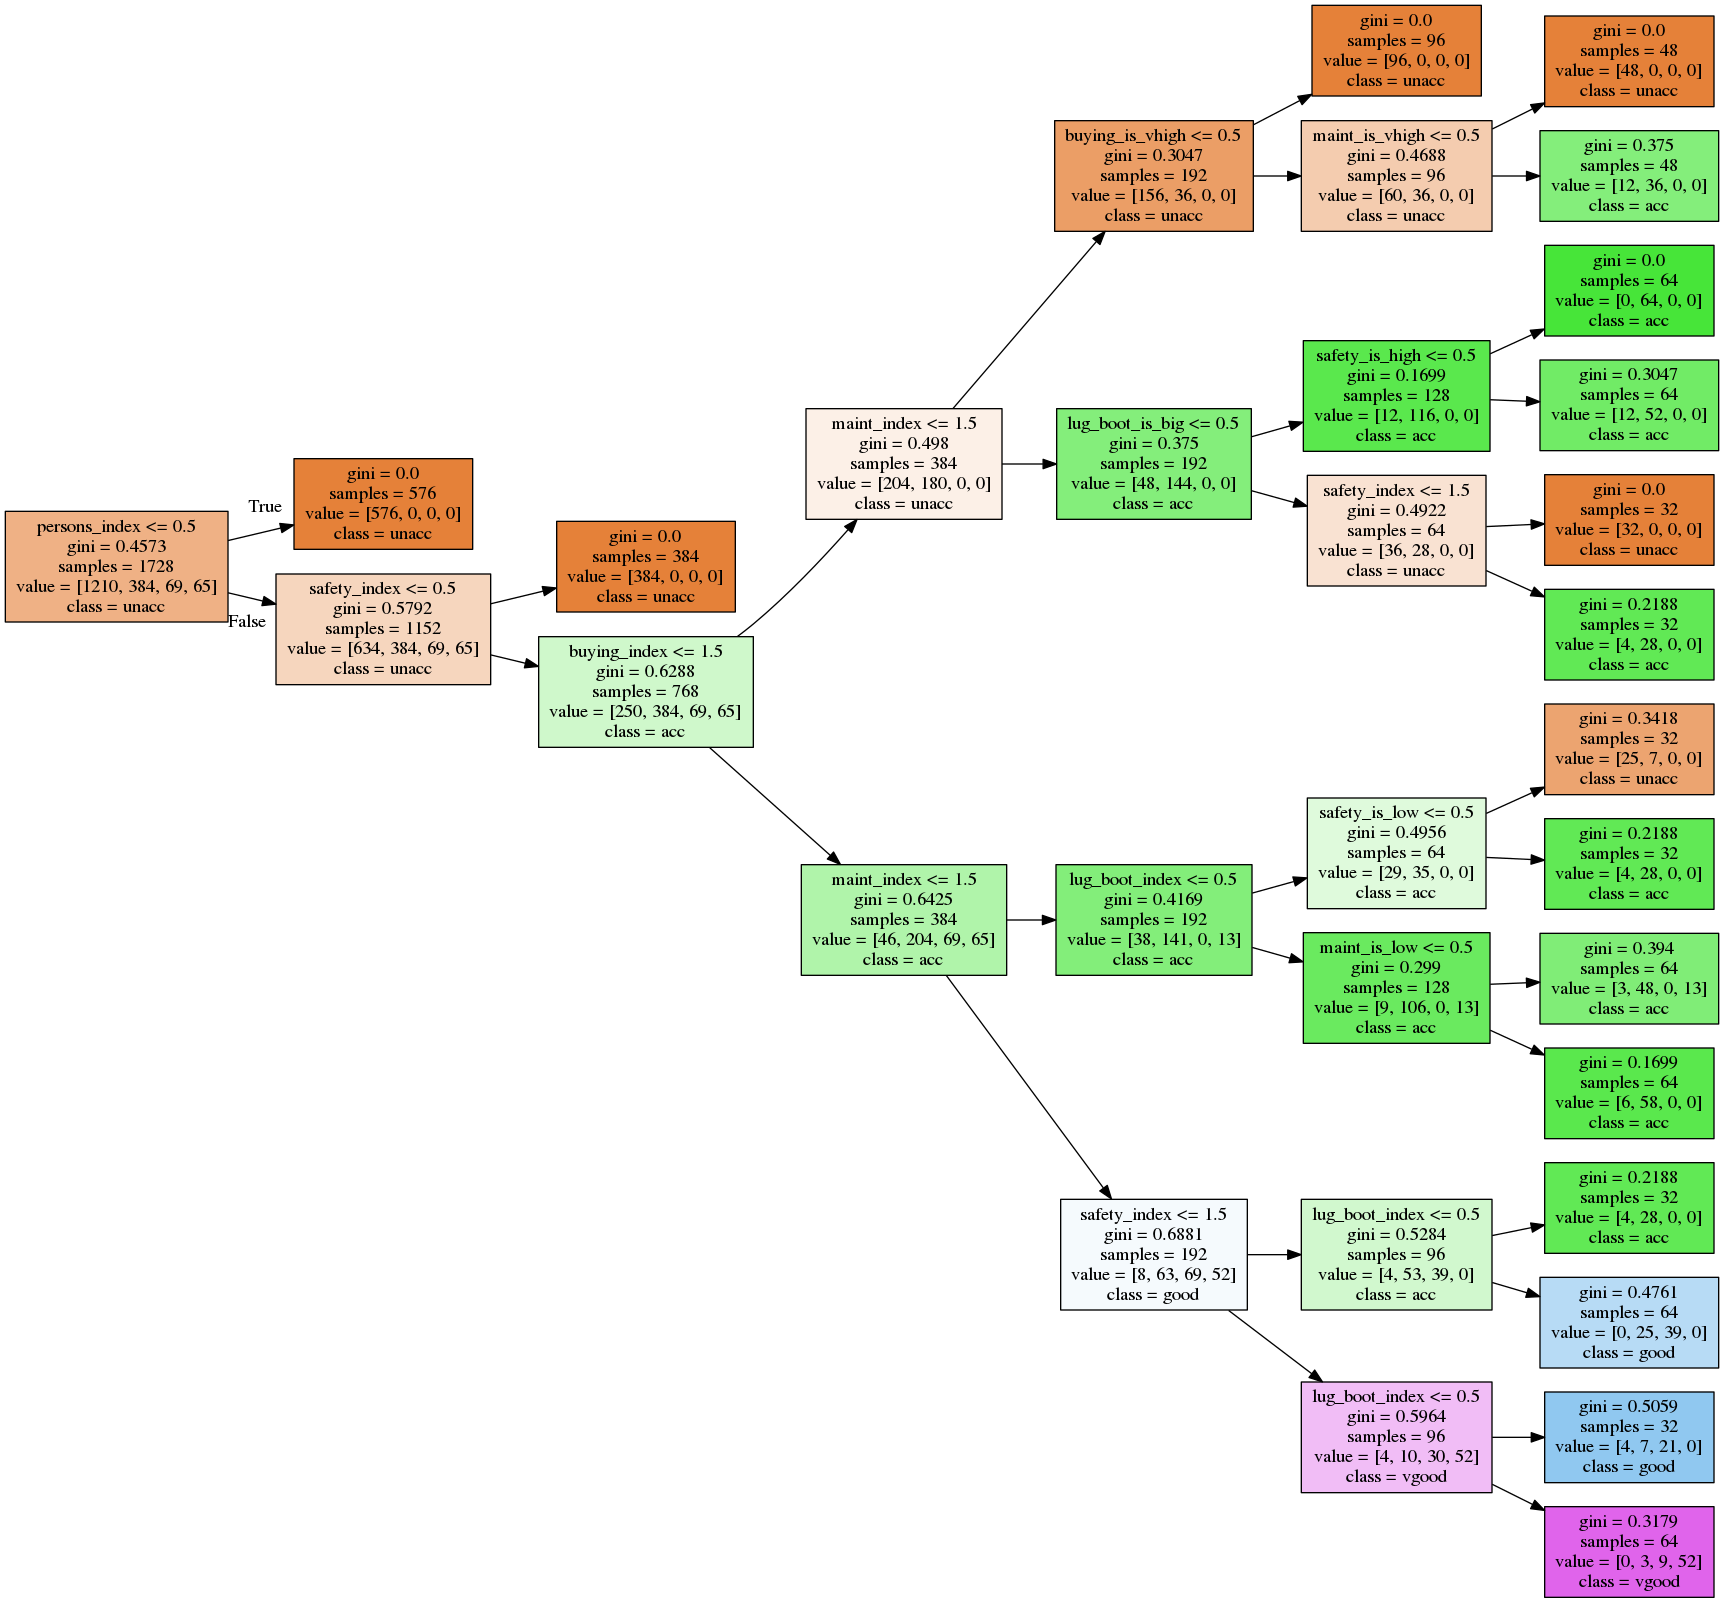 persons_index <= 0.5
gini = 0.4573
samples = 1728
value = [1210, 384, 69, 65]
class = unacc
True
False
gini = 0.0
samples = 576
value = [576, 0, 0, 0]
class = unacc
safety_index <= 0.5
gini = 0.5792
samples = 1152
value = [634, 384, 69, 65]
class = unacc
gini = 0.0
samples = 384
value = [384, 0, 0, 0]
class = unacc
buying_index <= 1.5
gini = 0.6288
samples = 768
value = [250, 384, 69, 65]
class = acc
maint_index <= 1.5
gini = 0.498
samples = 384
value = [204, 180, 0, 0]
class = unacc
maint_index <= 1.5
gini = 0.6425
samples = 384
value = [46, 204, 69, 65]
class = acc
buying_is_vhigh <= 0.5
gini = 0.3047
samples = 192
value = [156, 36, 0, 0]
class = unacc
lug_boot_is_big <= 0.5
gini = 0.375
samples = 192
value = [48, 144, 0, 0]
class = acc
lug_boot_index <= 0.5
gini = 0.4169
samples = 192
value = [38, 141, 0, 13]
class = acc
safety_index <= 1.5
gini = 0.6881
samples = 192
value = [8, 63, 69, 52]
class = good
gini = 0.0
samples = 96
value = [96, 0, 0, 0]
class = unacc
maint_is_vhigh <= 0.5
gini = 0.4688
samples = 96
value = [60, 36, 0, 0]
class = unacc
safety_is_high <= 0.5
gini = 0.1699
samples = 128
value = [12, 116, 0, 0]
class = acc
safety_index <= 1.5
gini = 0.4922
samples = 64
value = [36, 28, 0, 0]
class = unacc
safety_is_low <= 0.5
gini = 0.4956
samples = 64
value = [29, 35, 0, 0]
class = acc
maint_is_low <= 0.5
gini = 0.299
samples = 128
value = [9, 106, 0, 13]
class = acc
lug_boot_index <= 0.5
gini = 0.5284
samples = 96
value = [4, 53, 39, 0]
class = acc
lug_boot_index <= 0.5
gini = 0.5964
samples = 96
value = [4, 10, 30, 52]
class = vgood
gini = 0.0
samples = 48
value = [48, 0, 0, 0]
class = unacc
gini = 0.375
samples = 48
value = [12, 36, 0, 0]
class = acc
gini = 0.0
samples = 64
value = [0, 64, 0, 0]
class = acc
gini = 0.3047
samples = 64
value = [12, 52, 0, 0]
class = acc
gini = 0.0
samples = 32
value = [32, 0, 0, 0]
class = unacc
gini = 0.2188
samples = 32
value = [4, 28, 0, 0]
class = acc
gini = 0.3418
samples = 32
value = [25, 7, 0, 0]
class = unacc
gini = 0.2188
samples = 32
value = [4, 28, 0, 0]
class = acc
gini = 0.394
samples = 64
value = [3, 48, 0, 13]
class = acc
gini = 0.1699
samples = 64
value = [6, 58, 0, 0]
class = acc
gini = 0.2188
samples = 32
value = [4, 28, 0, 0]
class = acc
gini = 0.4761
samples = 64
value = [0, 25, 39, 0]
class = good
gini = 0.5059
samples = 32
value = [4, 7, 21, 0]
class = good
gini = 0.3179
samples = 64
value = [0, 3, 9, 52]
class = vgood